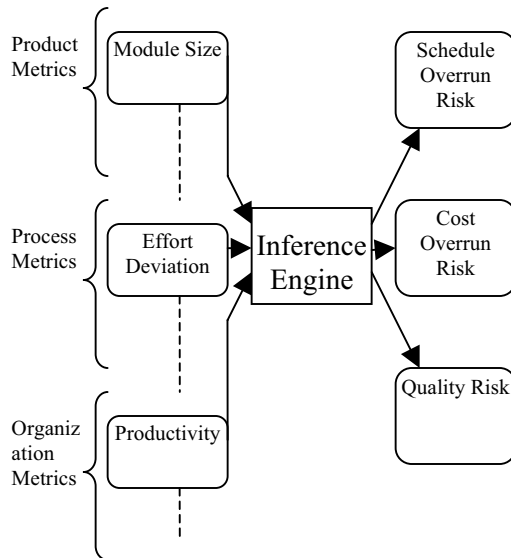 Product
Metrics
Module Size
Process
Metrics
Effort
Deviation
Organiz
ation
Metrics
Productivity
Inference
Engine
Schedule
Overrun
Risk
Cost
Overrun
Risk
Quality Risk